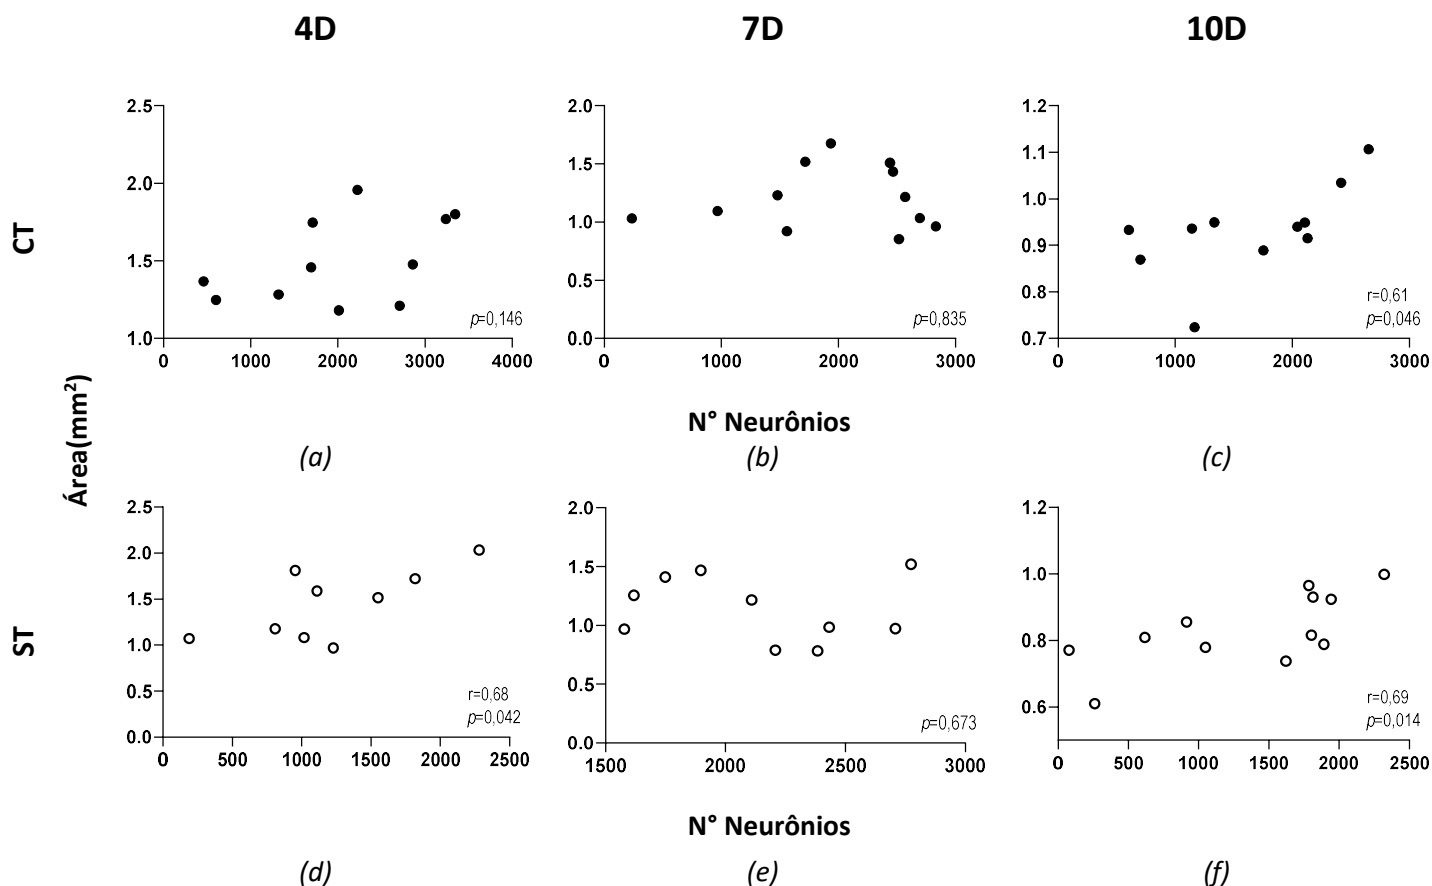 4D 7D 10D
CT
Área(mm²)
2.5
2.0
1.5
1.0
0 1000 2000 3000 4000
p=0,146
2.0
1.5
1.0
0.5
0.0
0 1000 2000 3000
p=0,835
1.2
1.1
1.0
0.9
0.8
0.7
0 1000 2000 3000
r=0,61
p=0,046
N° Neurônios
(a) (b) (c)
ST
2.5
2.0
1.5
1.0
0.5
0.0
0 500 1000 1500 2000 2500
r=0,68
p=0,042
2.0
1.5
1.0
0.5
0.0
1500 2000 2500 3000
p=0,673
1.2
1.0
0.8
0.6
0 500 1000 1500 2000 2500
r=0,69
p=0,014
N° Neurônios
(d) (e) (f)